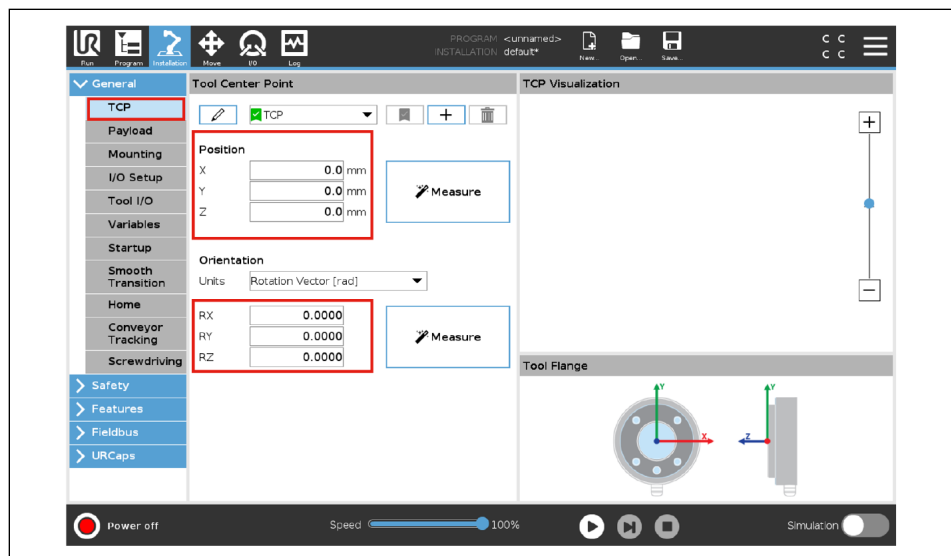 UR
PROGRAM <unnamed>
INSTALLATION default*
C C
C C
Run Program Installation Move I/O Log New... Open... Save...
General
TCP
Payload
Mounting
I/O Setup
Tool I/O
Variables
Startup
Smooth
Transition
Home
Conveyor
Tracking
Screwdriving
Safety
Features
Fieldbus
URCaps
Tool Center Point
TCP
Position
X 0.0 mm
Y 0.0 mm
Z 0.0 mm
Measure
Orientation
Units Rotation Vector [rad]
RX 0.0000
RY 0.0000
RZ 0.0000
Measure
TCP Visualization
Tool Flange
Y
X
Y
Z
Power off
Speed 100%
Simulation